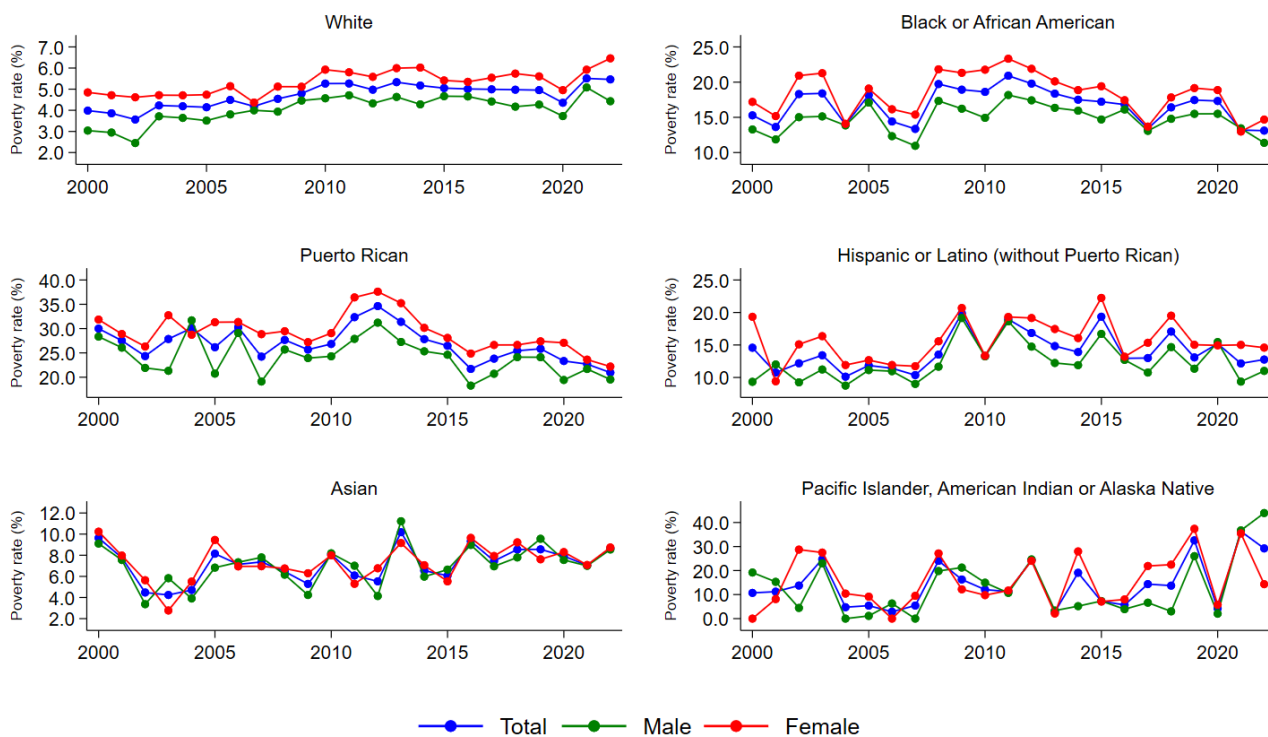 White
Poverty rate (%)
7.0
6.0
5.0
4.0
3.0
2.0
2000 2005 2010 2015 2020
Black or African American
Poverty rate (%)
25.0
20.0
15.0
10.0
2000 2005 2010 2015 2020
Puerto Rican
Poverty rate (%)
40.0
35.0
30.0
25.0
20.0
2000 2005 2010 2015 2020
Hispanic or Latino (without Puerto Rican)
Poverty rate (%)
25.0
20.0
15.0
10.0
2000 2005 2010 2015 2020
Asian
Poverty rate (%)
12.0
10.0
8.0
6.0
4.0
2.0
2000 2005 2010 2015 2020
Pacific Islander, American Indian or Alaska Native
Poverty rate (%)
40.0
30.0
20.0
10.0
0.0
2000 2005 2010 2015 2020
Total Male Female